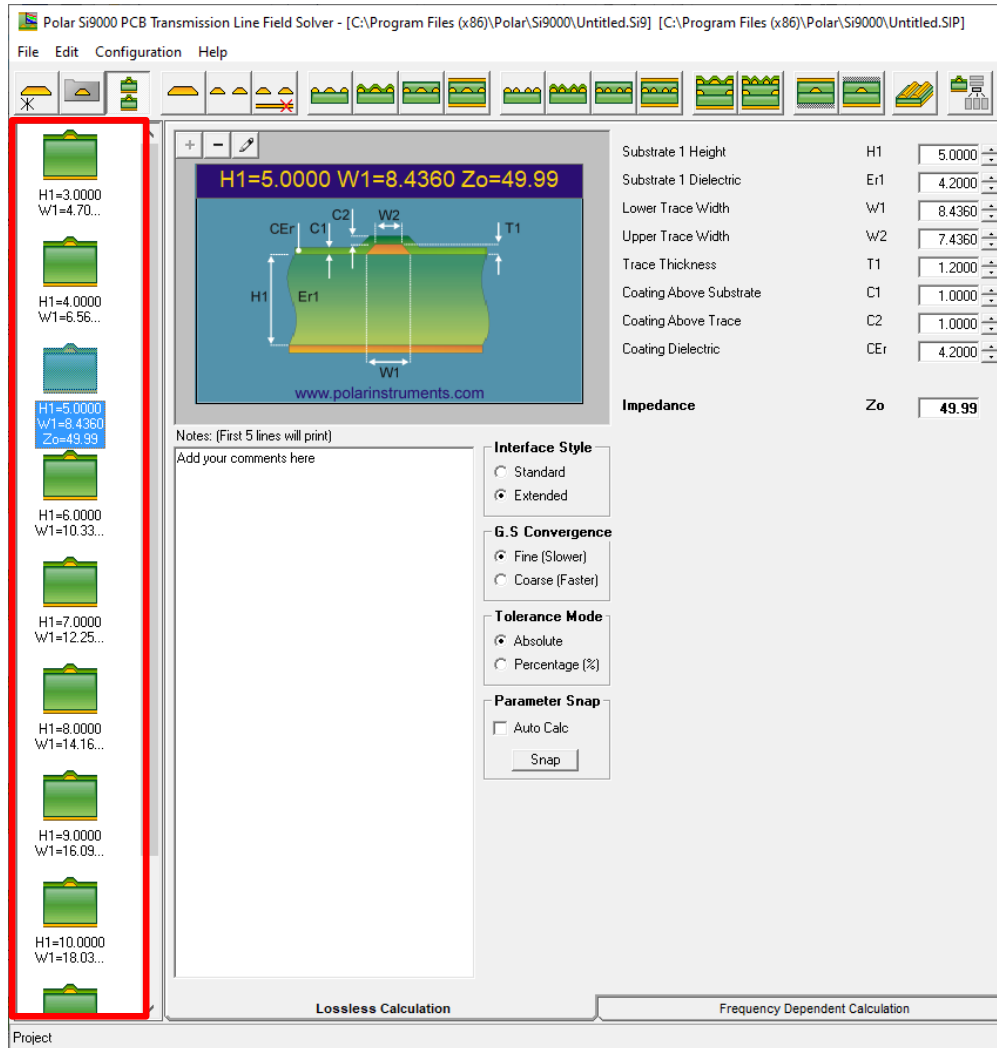 Polar Si9000 PCB Transmission Line Field Solver - [C:\Program Files (x86)\Polar\Si9000\Untitled.Si9] [C:\Program Files (x86)\Polar\Si9000\Untitled.SIP]
File Edit Configuration Help
H1=3.0000
W1=4.70...
H1=4.0000
W1=6.56...
H1=5.0000
W1=8.4360
Zo=49.99
H1=6.0000
W1=10.33...
H1=7.0000
W1=12.25...
H1=8.0000
W1=14.16...
H1=9.0000
W1=16.09...
H1=10.0000
W1=18.03...
H1=5.0000 W1=8.4360 Zo=49.99
CEr C1 C2 W2 T1
H1 Er1
W1
www.polarinstruments.com
Notes: (First 5 lines will print)
Add your comments here
Interface Style
Standard
Extended
G.S Convergence
Fine (Slower)
Coarse (Faster)
Tolerance Mode
Absolute
Percentage (%)
Parameter Snap
Auto Calc
Snap
Substrate 1 Height H1 5.0000
Substrate 1 Dielectric Er1 4.2000
Lower Trace Width W1 8.4360
Upper Trace Width W2 7.4360
Trace Thickness T1 1.2000
Coating Above Substrate C1 1.0000
Coating Above Trace C2 1.0000
Coating Dielectric CEr 4.2000
Impedance Zo 49.99
Lossless Calculation
Frequency Dependent Calculation
Project